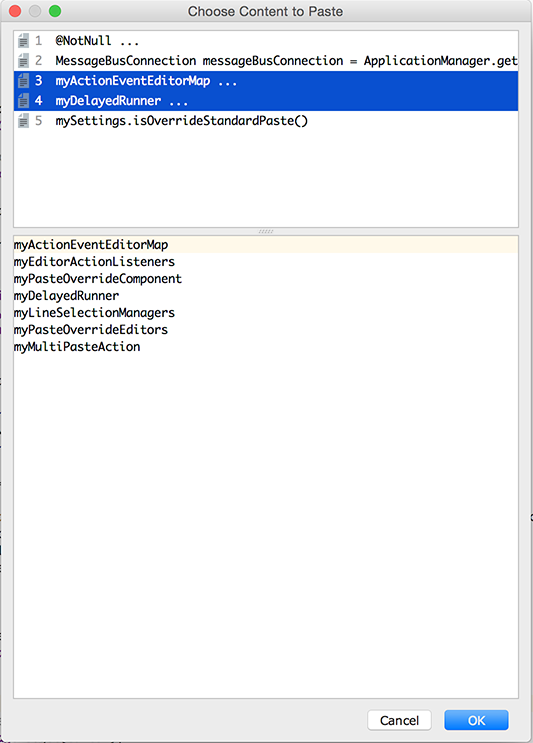 Choose Content to Paste
1 @NotNull ...
2 MessageBusConnection messageBusConnection = ApplicationManager.get
3 myActionEventEditorMap ...
4 myDelayedRunner ...
5 mySettings.isOverrideStandardPaste()
myActionEventEditorMap
myEditorActionListeners
myPasteOverrideComponent
myDelayedRunner
myLineSelectionManagers
myPasteOverrideEditors
myMultiPasteAction
Cancel OK